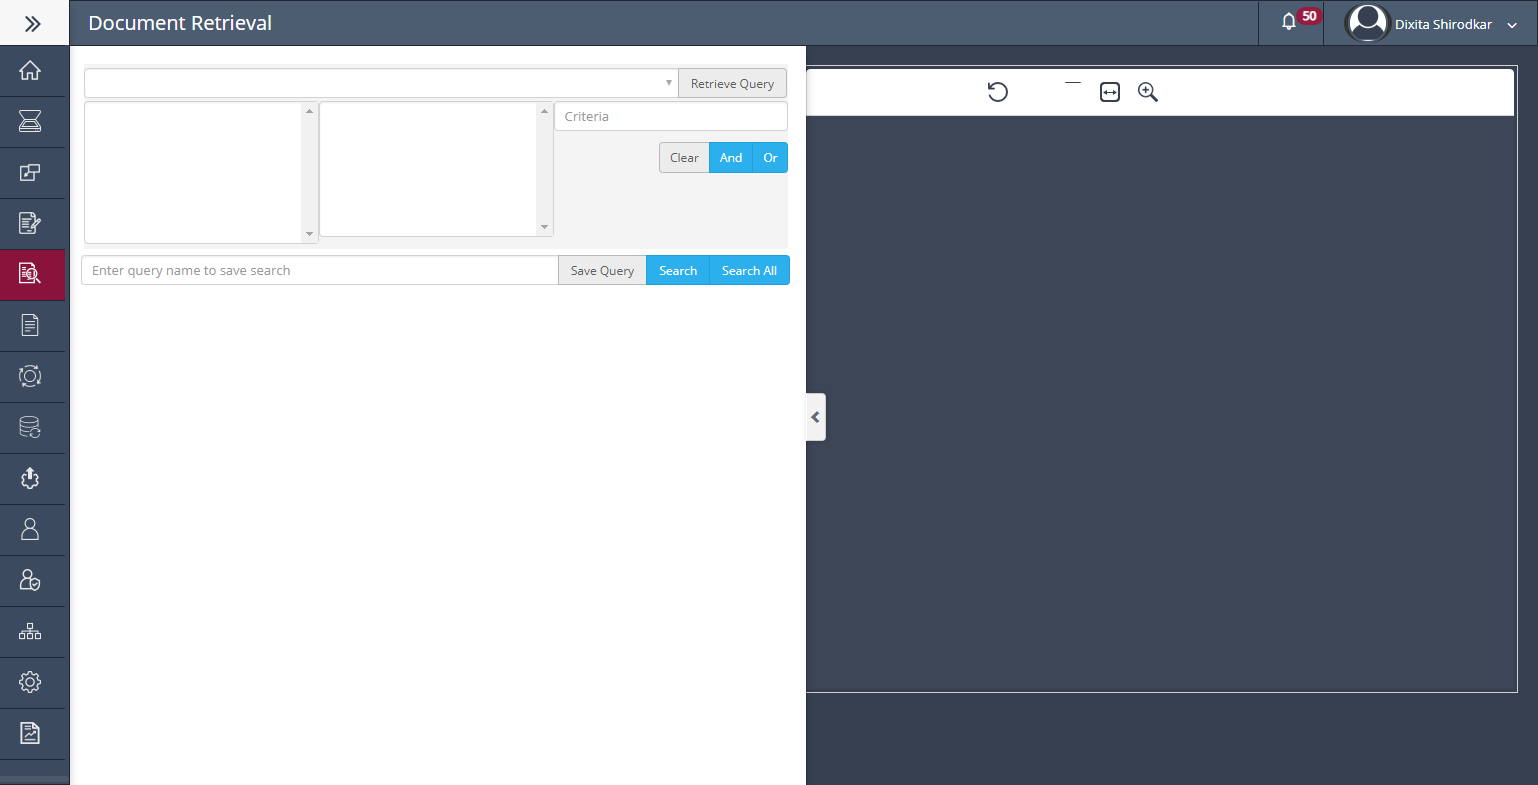 Document Retrieval
50
Dixita Shirodkar
Retrieve Query
Criteria
Clear
And
Or
Enter query name to save search
Save Query
Search
Search All